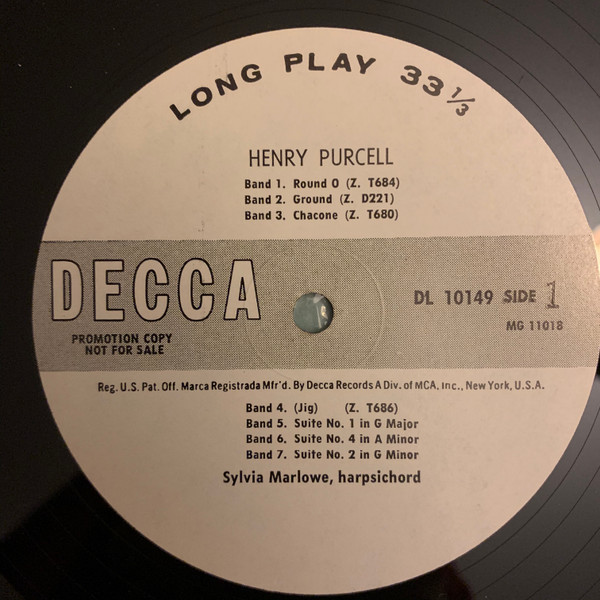 LONG PLAY 33 1/3
HENRY PURCELL
Band 1. Round O (Z. T684)
Band 2. Ground (Z. D221)
Band 3. Chacone (Z. T680)
DECCA
DL 10149 SIDE 1
MG 11018
PROMOTION COPY
NOT FOR SALE
Reg. U.S. Pat. Off. Marca Registrada Mfr'd. By Decca Records A Div. of MCA, Inc., New York, U.S.A.
Band 4. (Jig) (Z. T686)
Band 5. Suite No. 1 in G Major
Band 6. Suite No. 4 in A Minor
Band 7. Suite No. 2 in G Minor
Sylvia Marlowe, harpsichord